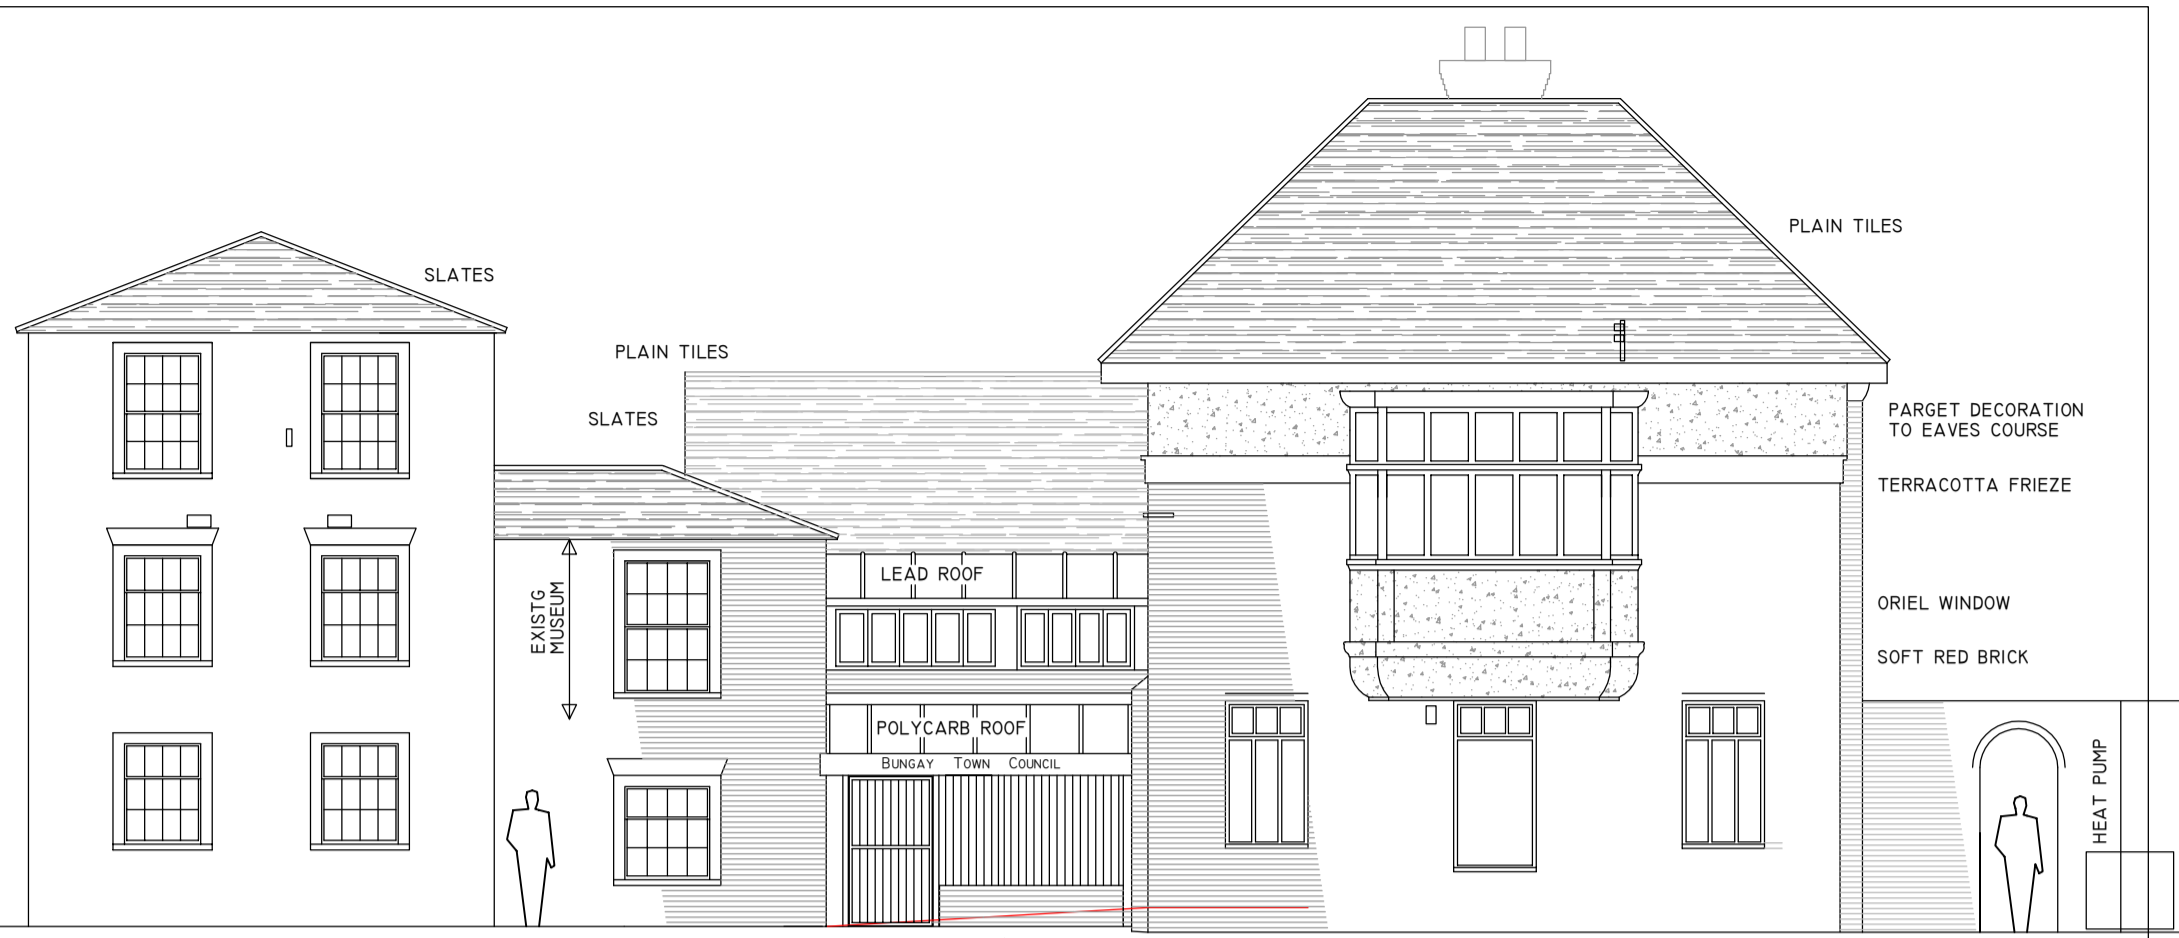 PLAIN TILES
SLATES
PLAIN TILES
SLATES
PARGET DECORATION
TO EAVES COURSE
TERRACOTTA FRIEZE
LEAD ROOF
EXISTG
MUSEUM
ORIEL WINDOW
SOFT RED BRICK
POLYCARB ROOF
BUNGAY TOWN COUNCIL
HEAT PUMP